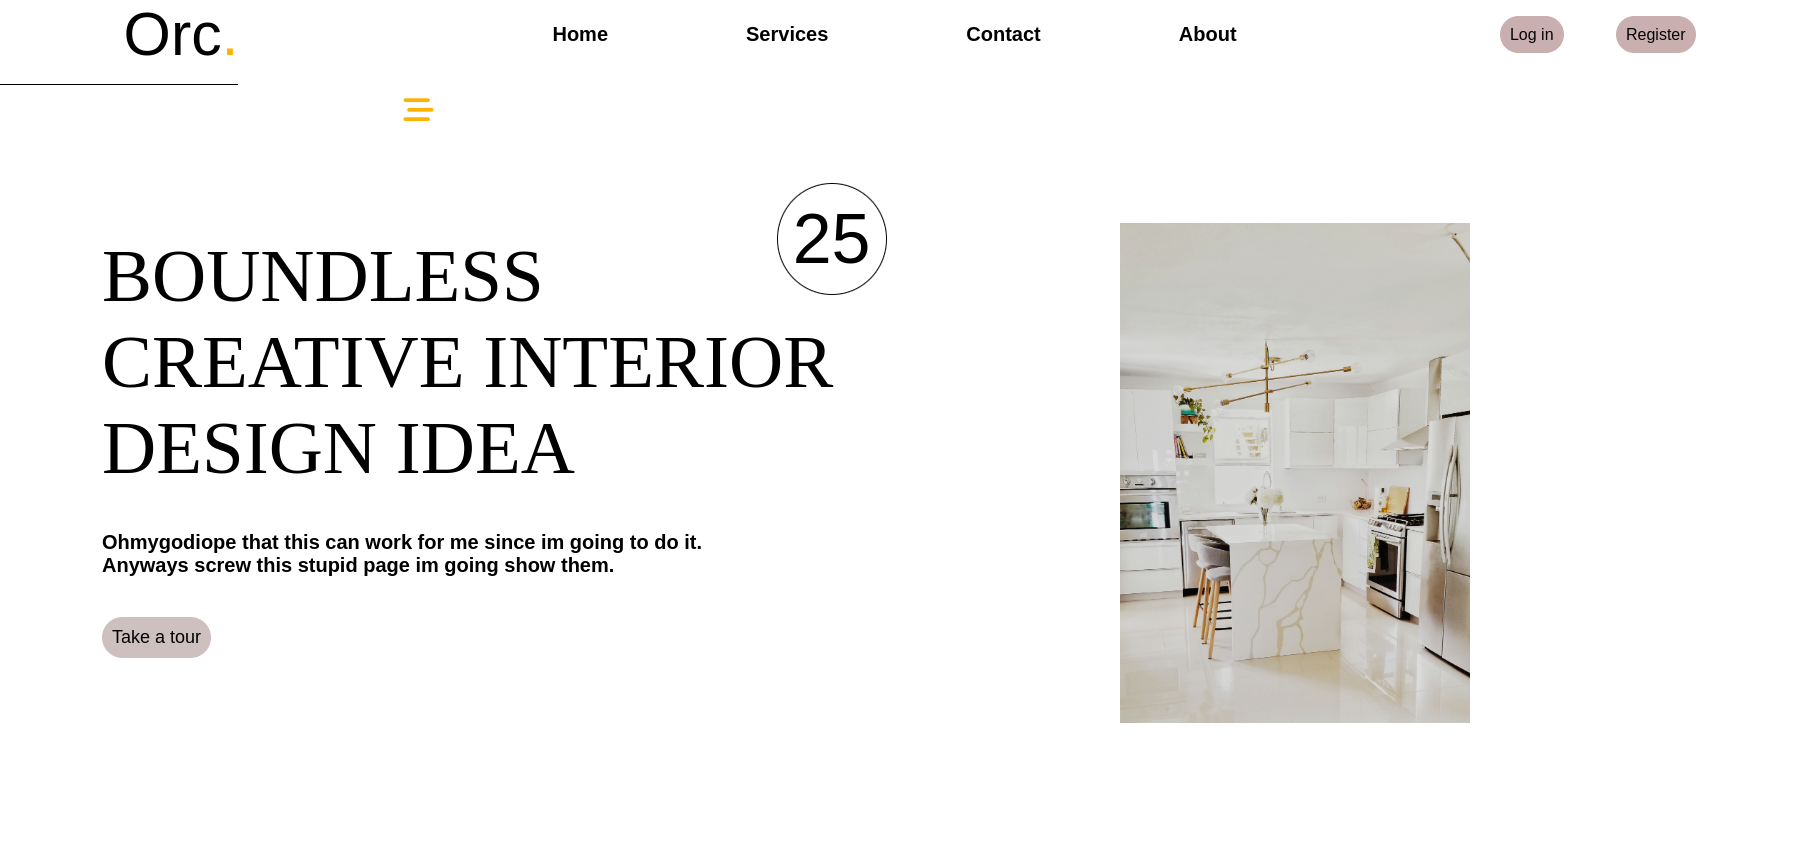 Orc.
Home
Services
Contact
About
Log in
Register
25
BOUNDLESS
CREATIVE INTERIOR
DESIGN IDEA
Ohmygodiope that this can work for me since im going to do it.
Anyways screw this stupid page im going show them.
Take a tour